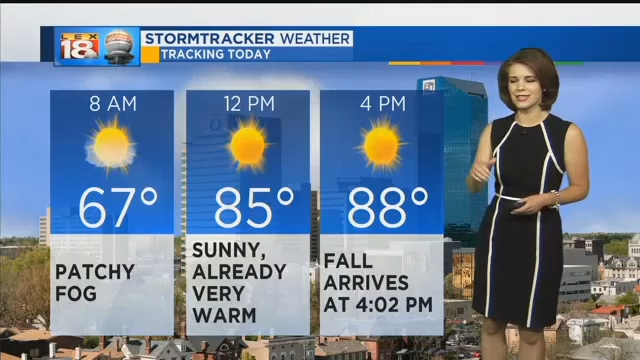 LEX
18
STORMTRACKER WEATHER
TRACKING TODAY
8 AM
67°
PATCHY
FOG
12 PM
85°
SUNNY,
ALREADY
VERY
WARM
4 PM
88°
FALL
ARRIVES
AT 4:02 PM